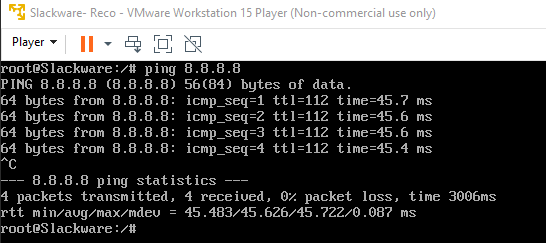 Slackware- Reco - VMware Workstation 15 Player (Non-commercial use only)
Player
root@Slackware:/# ping 8.8.8.8
PING 8.8.8.8 (8.8.8.8) 56(84) bytes of data.
64 bytes from 8.8.8.8: icmp_seq=1 ttl=112 time=45.7 ms
64 bytes from 8.8.8.8: icmp_seq=2 ttl=112 time=45.6 ms
64 bytes from 8.8.8.8: icmp_seq=3 ttl=112 time=45.6 ms
64 bytes from 8.8.8.8: icmp_seq=4 ttl=112 time=45.4 ms
^C
--- 8.8.8.8 ping statistics ---
4 packets transmitted, 4 received, 0% packet loss, time 3006ms
rtt min/avg/max/mdev = 45.483/45.626/45.722/0.087 ms
root@Slackware:/#